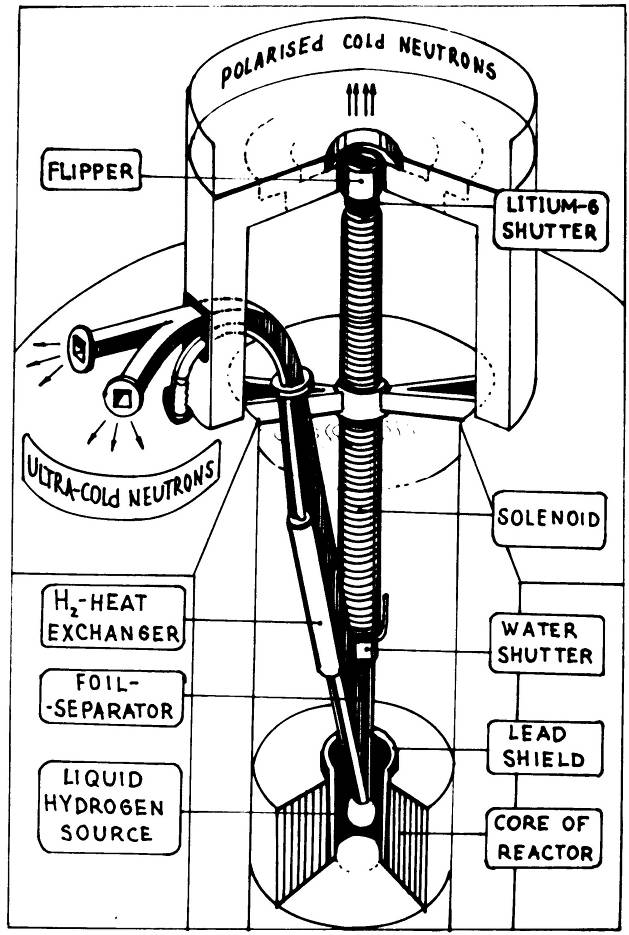 POLARISEd COLd NEUTRONS
FLIPPER
LITIUM-6
SHUTTER
ULTRA-COLd NEUTRONS
SOLENOID
H₂-HEAT
EXCHANGER
WATER
SHUTTER
FOIL-
-SEPARATOR
LEAD
SHIELD
LIQUID
HYDROGEN
SOURCE
CORE OF
REACTOR